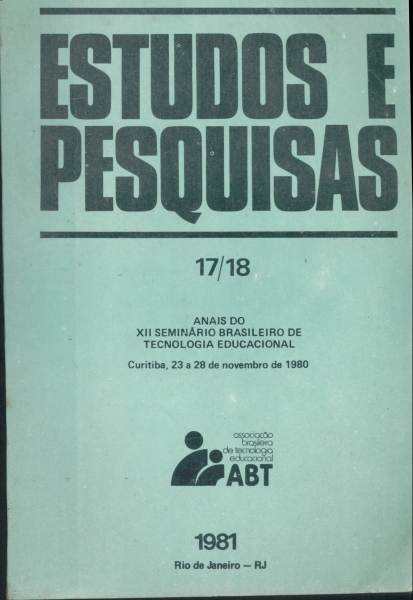 ESTUDOS E
PESQUISAS
17/18
ANAIS DO
XII SEMINÁRIO BRASILEIRO DE
TECNOLOGIA EDUCACIONAL
Curitiba, 23 a 28 de novembro de 1980
associação
brasileira
de tecnologia
educacional
ABT
1981
Rio de Janeiro — RJ